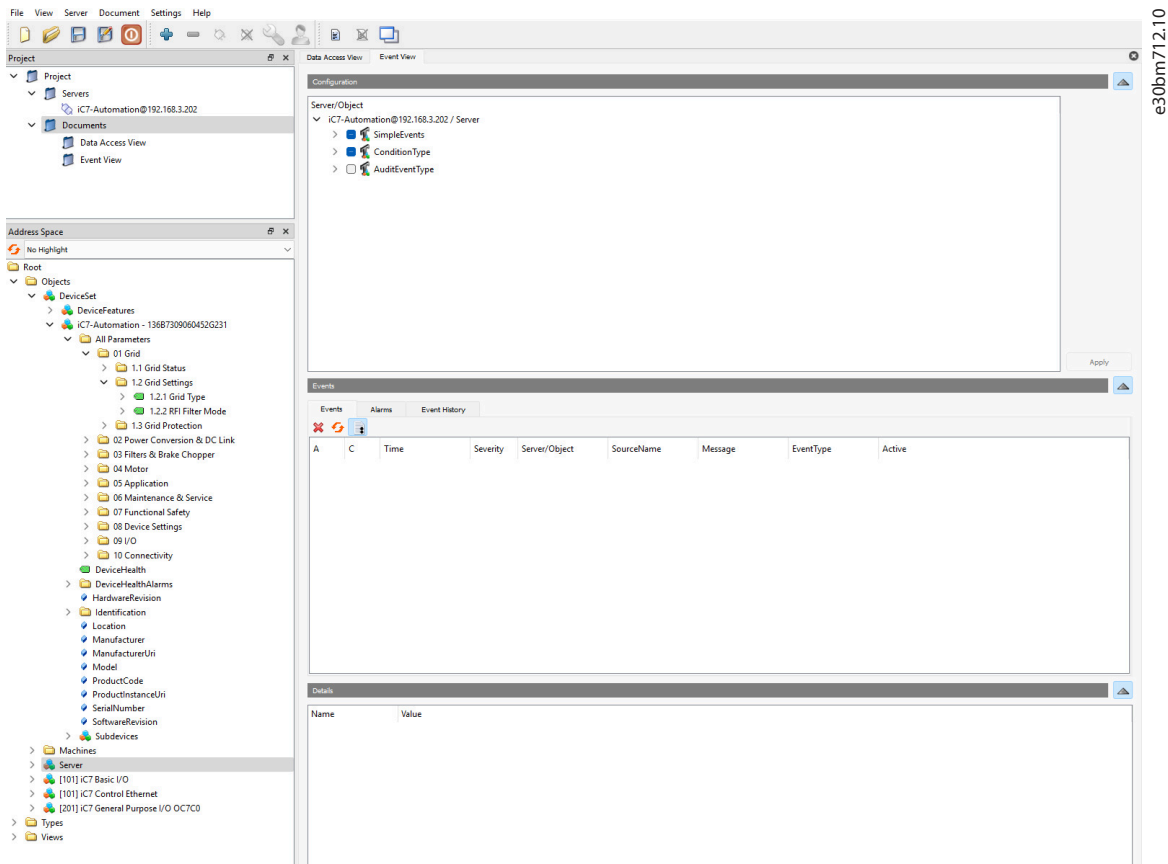 File View Server Document Settings Help
Project
Project
Servers
iC7-Automation@192.168.3.202
Documents
Data Access View
Event View
Address Space
No Highlight
Root
Objects
DeviceSet
DeviceFeatures
iC7-Automation - 136B7309060452G231
All Parameters
01 Grid
1.1 Grid Status
1.2 Grid Settings
1.2.1 Grid Type
1.2.2 RFI Filter Mode
1.3 Grid Protection
02 Power Conversion & DC Link
03 Filters & Brake Chopper
04 Motor
05 Application
06 Maintenance & Service
07 Functional Safety
08 Device Settings
09 I/O
10 Connectivity
DeviceHealth
DeviceHealthAlarms
HardwareRevision
Identification
Location
Manufacturer
ManufacturerUri
Model
ProductCode
ProductInstanceUri
SerialNumber
SoftwareRevision
Subdevices
Machines
Server
[101] iC7 Basic I/O
[101] iC7 Control Ethernet
[201] iC7 General Purpose I/O OC7C0
Types
Views
Data Access View Event View
Configuration
Server/Object
iC7-Automation@192.168.3.202 / Server
SimpleEvents
ConditionType
AuditEventType
Apply
Events
Events Alarms Event History
A C Time Severity Server/Object SourceName Message EventType Active
Details
Name Value
e30bm712.10